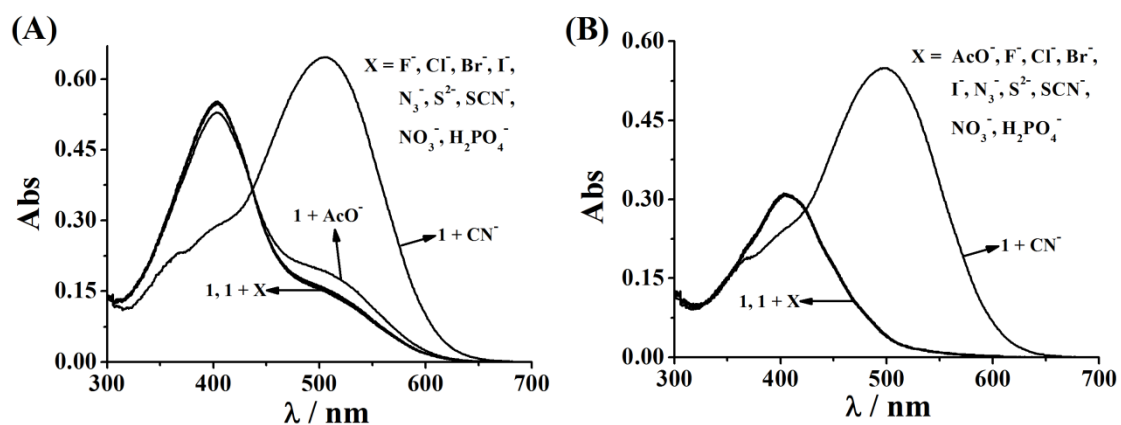 (A)
0.60
0.45
0.30
0.15
0.00
Abs
X = F⁻, Cl⁻, Br⁻, I⁻,
N₃⁻, S²⁻, SCN⁻,
NO₃⁻, H₂PO₄⁻
1 + AcO⁻
1 + CN⁻
1, 1 + X
300 400 500 600 700
λ / nm
(B)
0.60
0.45
0.30
0.15
0.00
Abs
X = AcO⁻, F⁻, Cl⁻, Br⁻,
I⁻, N₃⁻, S²⁻, SCN⁻,
NO₃⁻, H₂PO₄⁻
1 + CN⁻
1, 1 + X
300 400 500 600 700
λ / nm